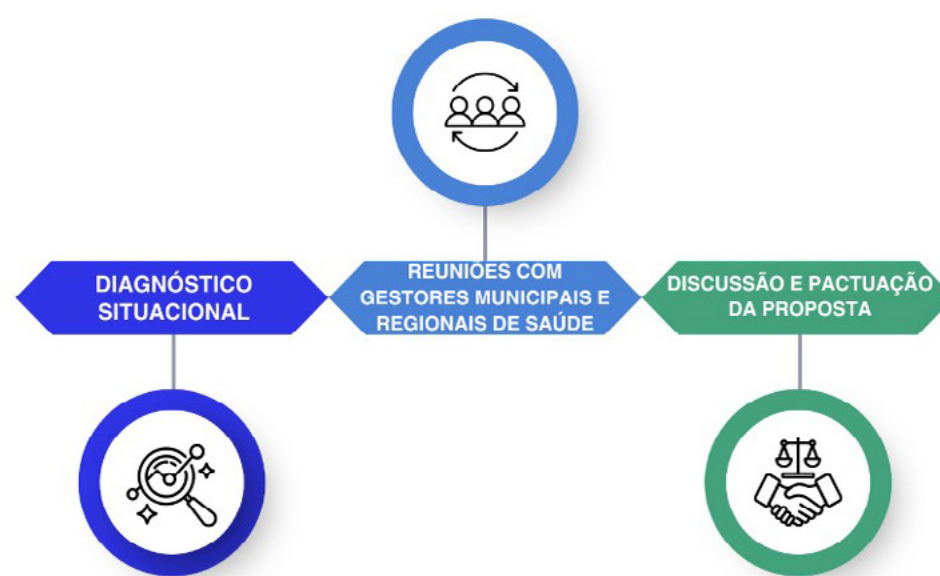 DIAGNÓSTICO
SITUACIONAL
REUNIÕES COM
GESTORES MUNICIPAIS E
REGIONAIS DE SAÚDE
DISCUSSÃO E PACTUAÇÃO
DA PROPOSTA